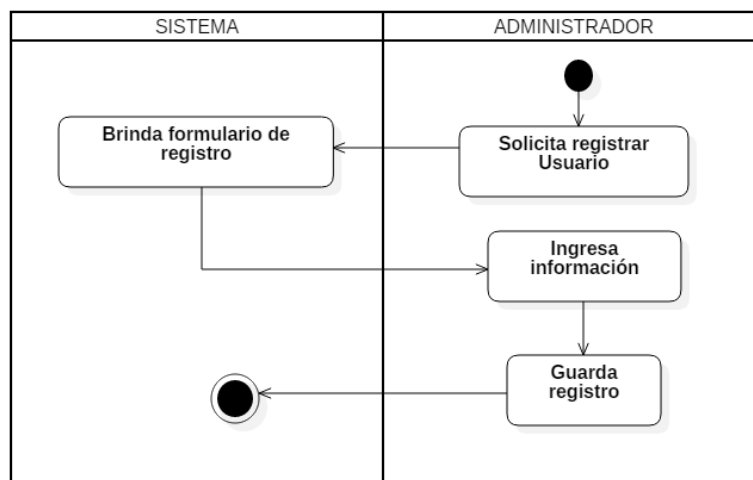 SISTEMA
ADMINISTRADOR
Brinda formulario de
registro
Solicita registrar
Usuario
Ingresa
información
Guarda
registro